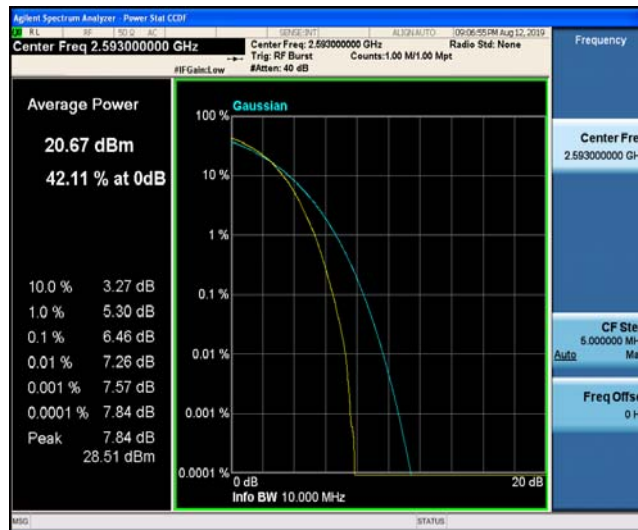 Agilent Spectrum Analyzer - Power Stat CCDF
RL RF 50 Ω AC SENSE:INT ALIGN AUTO 09:06:55 PM Aug 12, 2019
Center Freq 2.593000000 GHz
Center Freq: 2.593000000 GHz Radio Std: None
Trig: RF Burst Counts:1.00 M/1.00 Mpt
#IFGain:Low #Atten: 40 dB
Frequency
Average Power
20.67 dBm
42.11 % at 0dB
10.0 % 3.27 dB
1.0 % 5.30 dB
0.1 % 6.46 dB
0.01 % 7.26 dB
0.001 % 7.57 dB
0.0001 % 7.84 dB
Peak 7.84 dB
28.51 dBm
Gaussian
100 %
10 %
1 %
0.1 %
0.01 %
0.001 %
0.0001 %
0 dB 20 dB
Info BW 10.000 MHz
Center Fre
2.593000000 GH
CF Ste
5.000000 MH
Auto Ma
Freq Offse
0 H
MSG STATUS